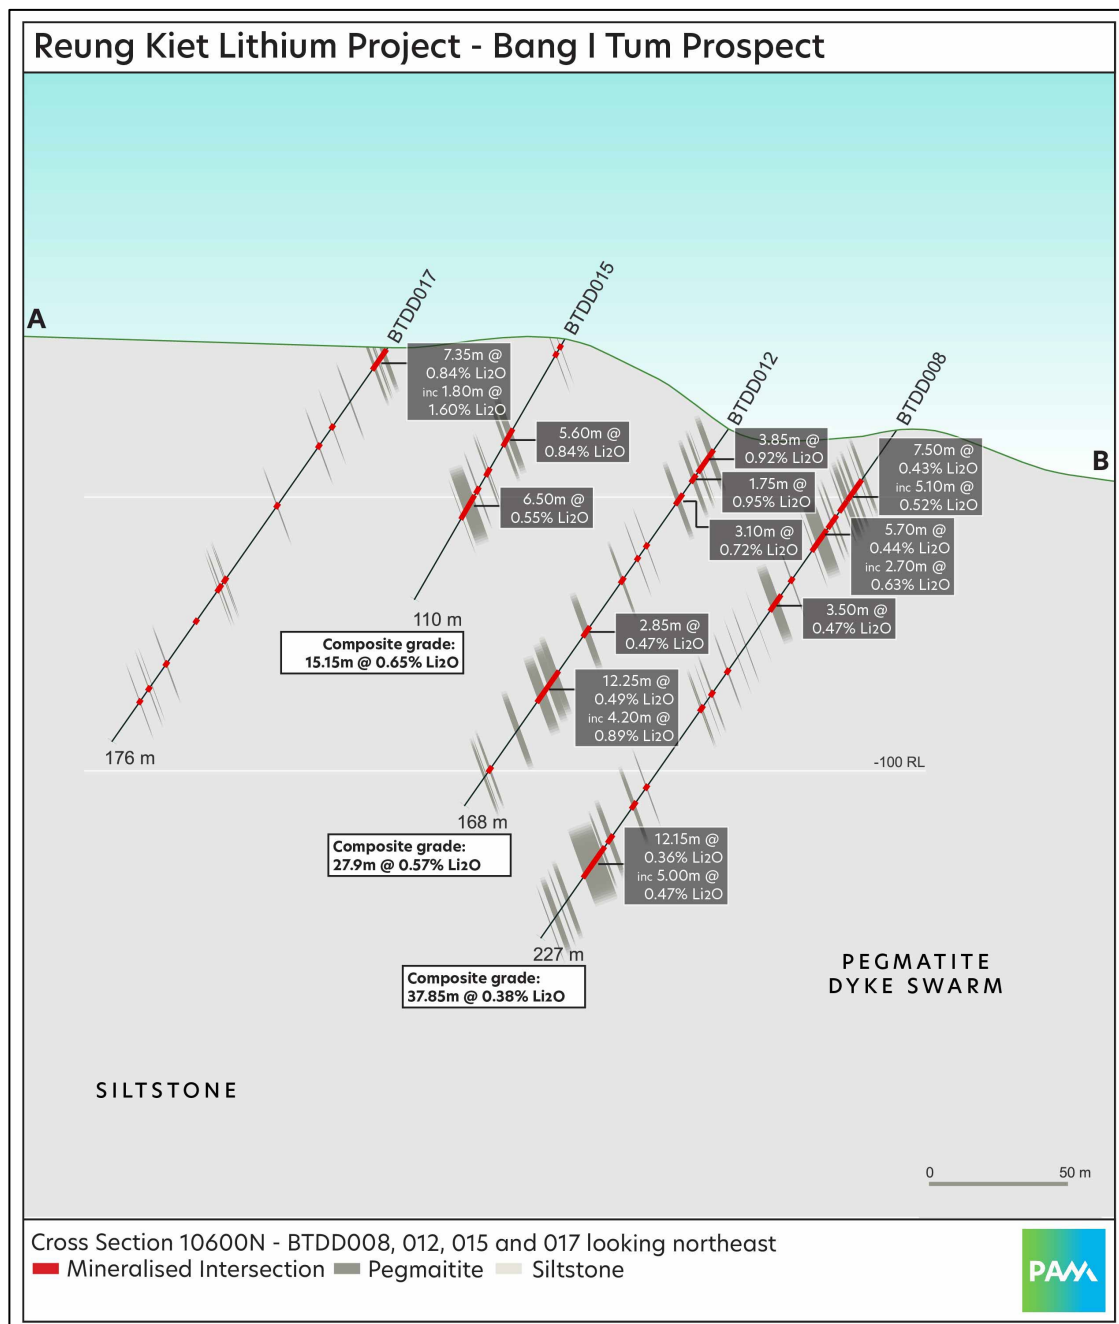 Reung Kiet Lithium Project - Bang I Tum Prospect
A
BTDD017
BTDD015
BTDD012
BTDD008
B
7.35m @
0.84% Li2O
inc 1.80m @
1.60% Li2O
5.60m @
0.84% Li2O
6.50m @
0.55% Li2O
3.85m @
0.92% Li2O
1.75m @
0.95% Li2O
3.10m @
0.72% Li2O
7.50m @
0.43% Li2O
inc 5.10m @
0.52% Li2O
5.70m @
0.44% Li2O
inc 2.70m @
0.63% Li2O
3.50m @
0.47% Li2O
110 m
Composite grade:
15.15m @ 0.65% Li2O
2.85m @
0.47% Li2O
12.25m @
0.49% Li2O
inc 4.20m @
0.89% Li2O
176 m
-100 RL
168 m
Composite grade:
27.9m @ 0.57% Li2O
12.15m @
0.36% Li2O
inc 5.00m @
0.47% Li2O
227 m
Composite grade:
37.85m @ 0.38% Li2O
PEGMATITE
DYKE SWARM
SILTSTONE
0 50 m
Cross Section 10600N - BTDD008, 012, 015 and 017 looking northeast
Mineralised Intersection Pegmaitite Siltstone
PAM